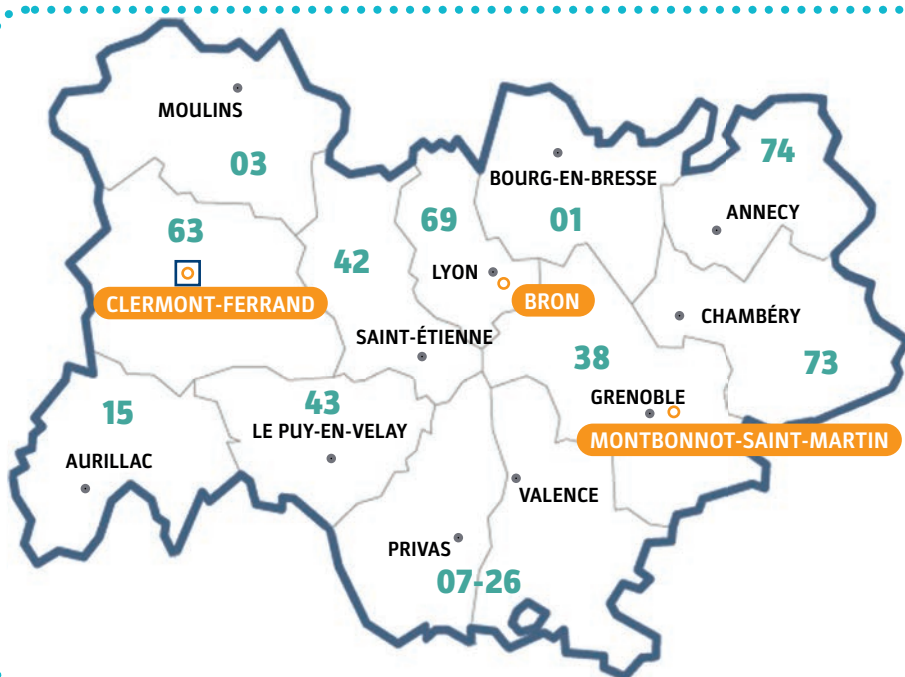 MOULINS
03
74
BOURG-EN-BRESSE
ANNECY
63
69
01
42
LYON
CLERMONT-FERRAND
BRON
CHAMBÉRY
SAINT-ÉTIENNE
38
73
43
GRENOBLE
15
LE PUY-EN-VELAY
MONTBONNOT-SAINT-MARTIN
AURILLAC
VALENCE
PRIVAS
07-26